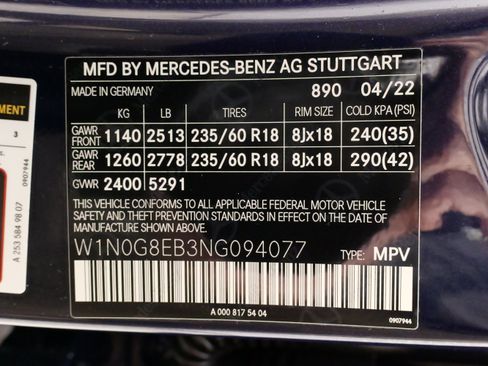 MFD BY MERCEDES-BENZ AG STUTTGART
MADE IN GERMANY 890 04/22
KG LB TIRES RIM SIZE COLD KPA(PSI)
GAWR FRONT 1140 2513 235/60 R18 8Jx18 240(35)
GAWR REAR 1260 2778 235/60 R18 8Jx18 290(42)
GVWR 2400 5291
THIS VEHICLE CONFORMS TO ALL APPLICABLE FEDERAL MOTOR VEHICLE
SAFETY AND THEFT PREVENTION STANDARDS IN EFFECT ON THE
DATE OF MANUFACTURE SHOWN ABOVE.
W1N0G8EB3NG094077 TYPE: MPV
A 000 817 54 04
0907944
3
0907944
A 253 584 98 07